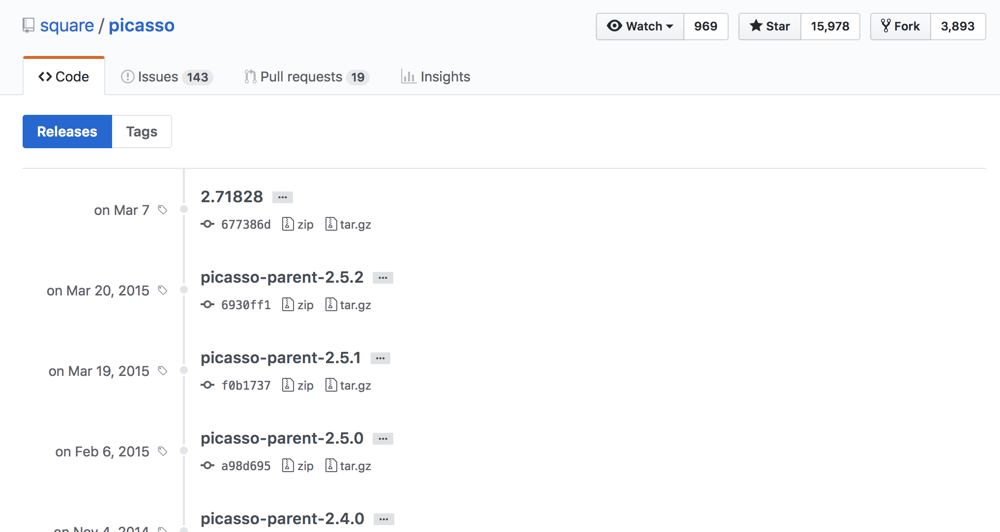 square / picasso
Watch 969 Star 15,978 Fork 3,893
Code Issues 143 Pull requests 19 Insights
Releases Tags
2.71828 ...
on Mar 7
677386d zip tar.gz
picasso-parent-2.5.2 ...
on Mar 20, 2015
6930ff1 zip tar.gz
picasso-parent-2.5.1 ...
on Mar 19, 2015
f0b1737 zip tar.gz
picasso-parent-2.5.0 ...
on Feb 6, 2015
a98d695 zip tar.gz
picasso-parent-2.4.0 ...
on Nov 4, 2014